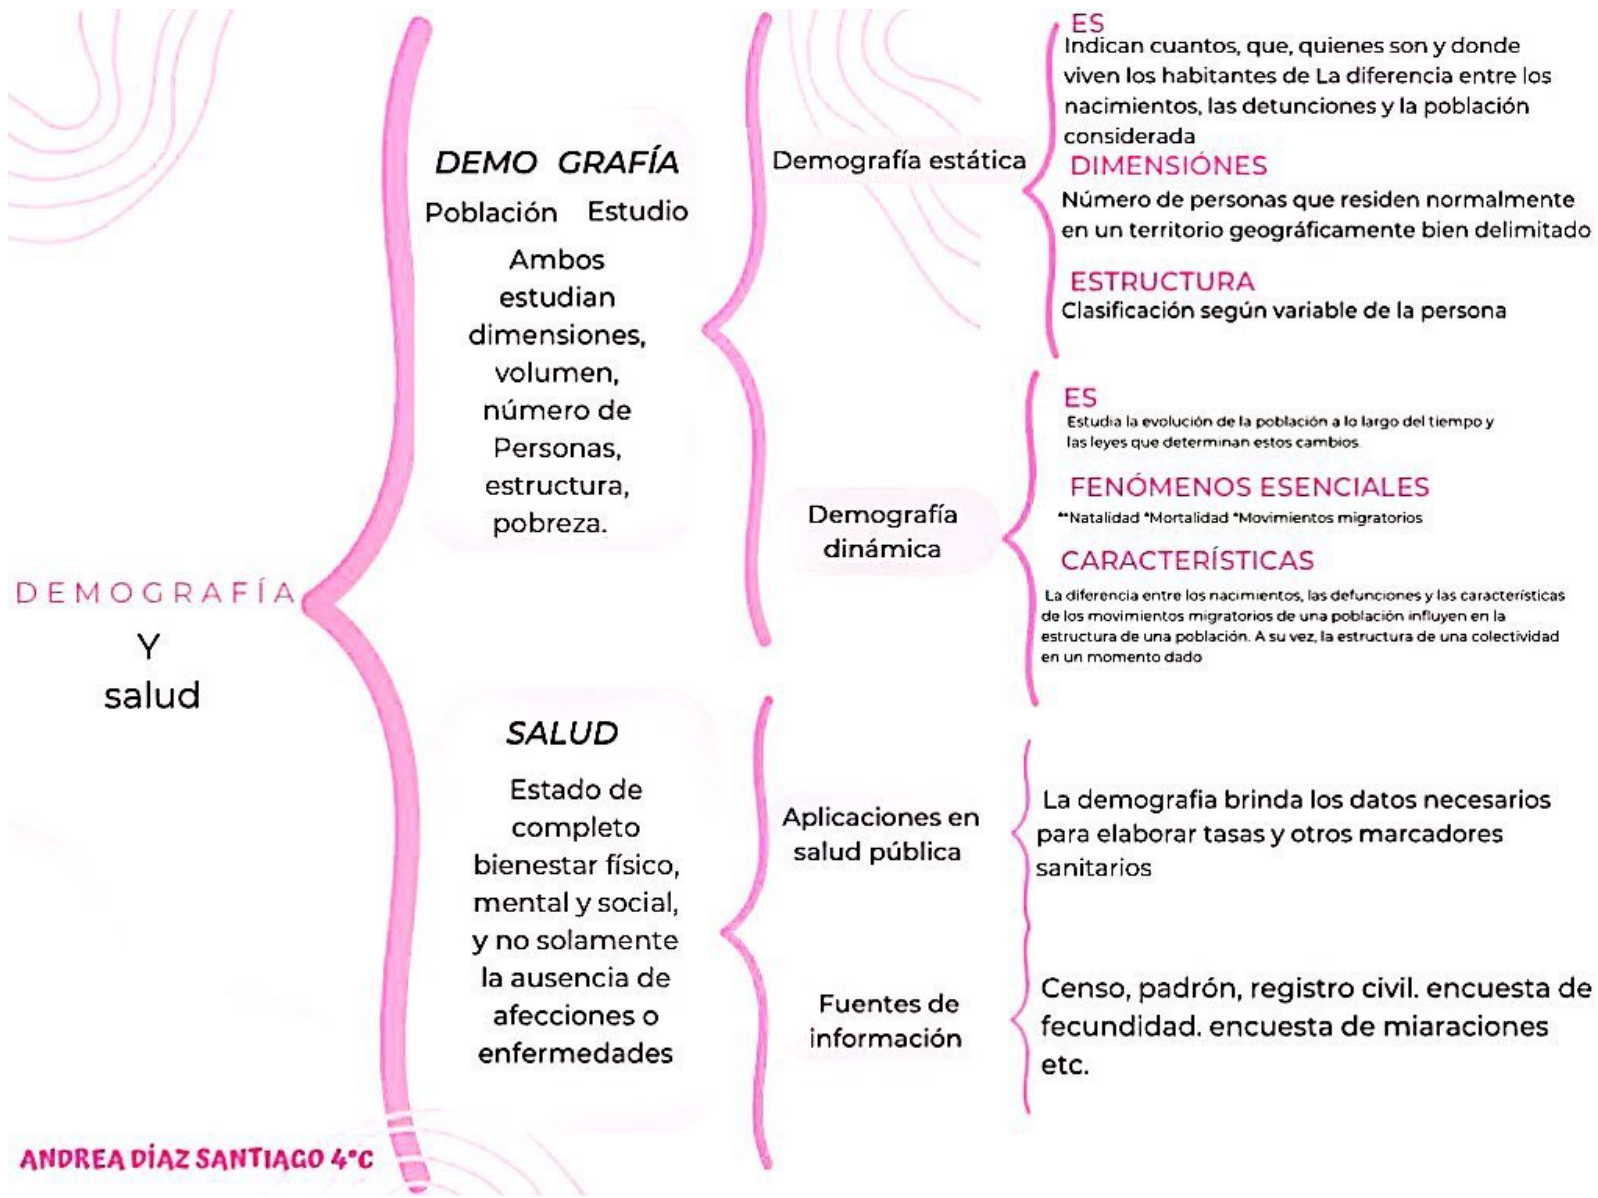 DEMOGRAFÍA
Y
salud
DEMO GRAFÍA
Población Estudio
Ambos
estudian
dimensiones,
volumen,
número de
Personas,
estructura,
pobreza.
Demografía estática
ES
Indican cuantos, que, quienes son y donde
viven los habitantes de La diferencia entre los
nacimientos, las detunciones y la población
considerada
DIMENSIÓNES
Número de personas que residen normalmente
en un territorio geográficamente bien delimitado
ESTRUCTURA
Clasificación según variable de la persona
Demografía
dinámica
ES
Estudia la evolución de la población a lo largo del tiempo y
las leyes que determinan estos cambios
FENÓMENOS ESENCIALES
**Natalidad *Mortalidad *Movimientos migratorios
CARACTERÍSTICAS
La diferencia entre los nacimientos, las defunciones y las características
de los movimientos migratorios de una población influyen en la
estructura de una población. A su vez, la estructura de una colectividad
en un momento dado
SALUD
Estado de
completo
bienestar físico,
mental y social,
y no solamente
la ausencia de
afecciones o
enfermedades
Aplicaciones en
salud pública
La demografia brinda los datos necesarios
para elaborar tasas y otros marcadores
sanitarios
Fuentes de
información
Censo, padrón, registro civil. encuesta de
fecundidad. encuesta de miaraciones
etc.
ANDREA DÍAZ SANTIAGO 4°C